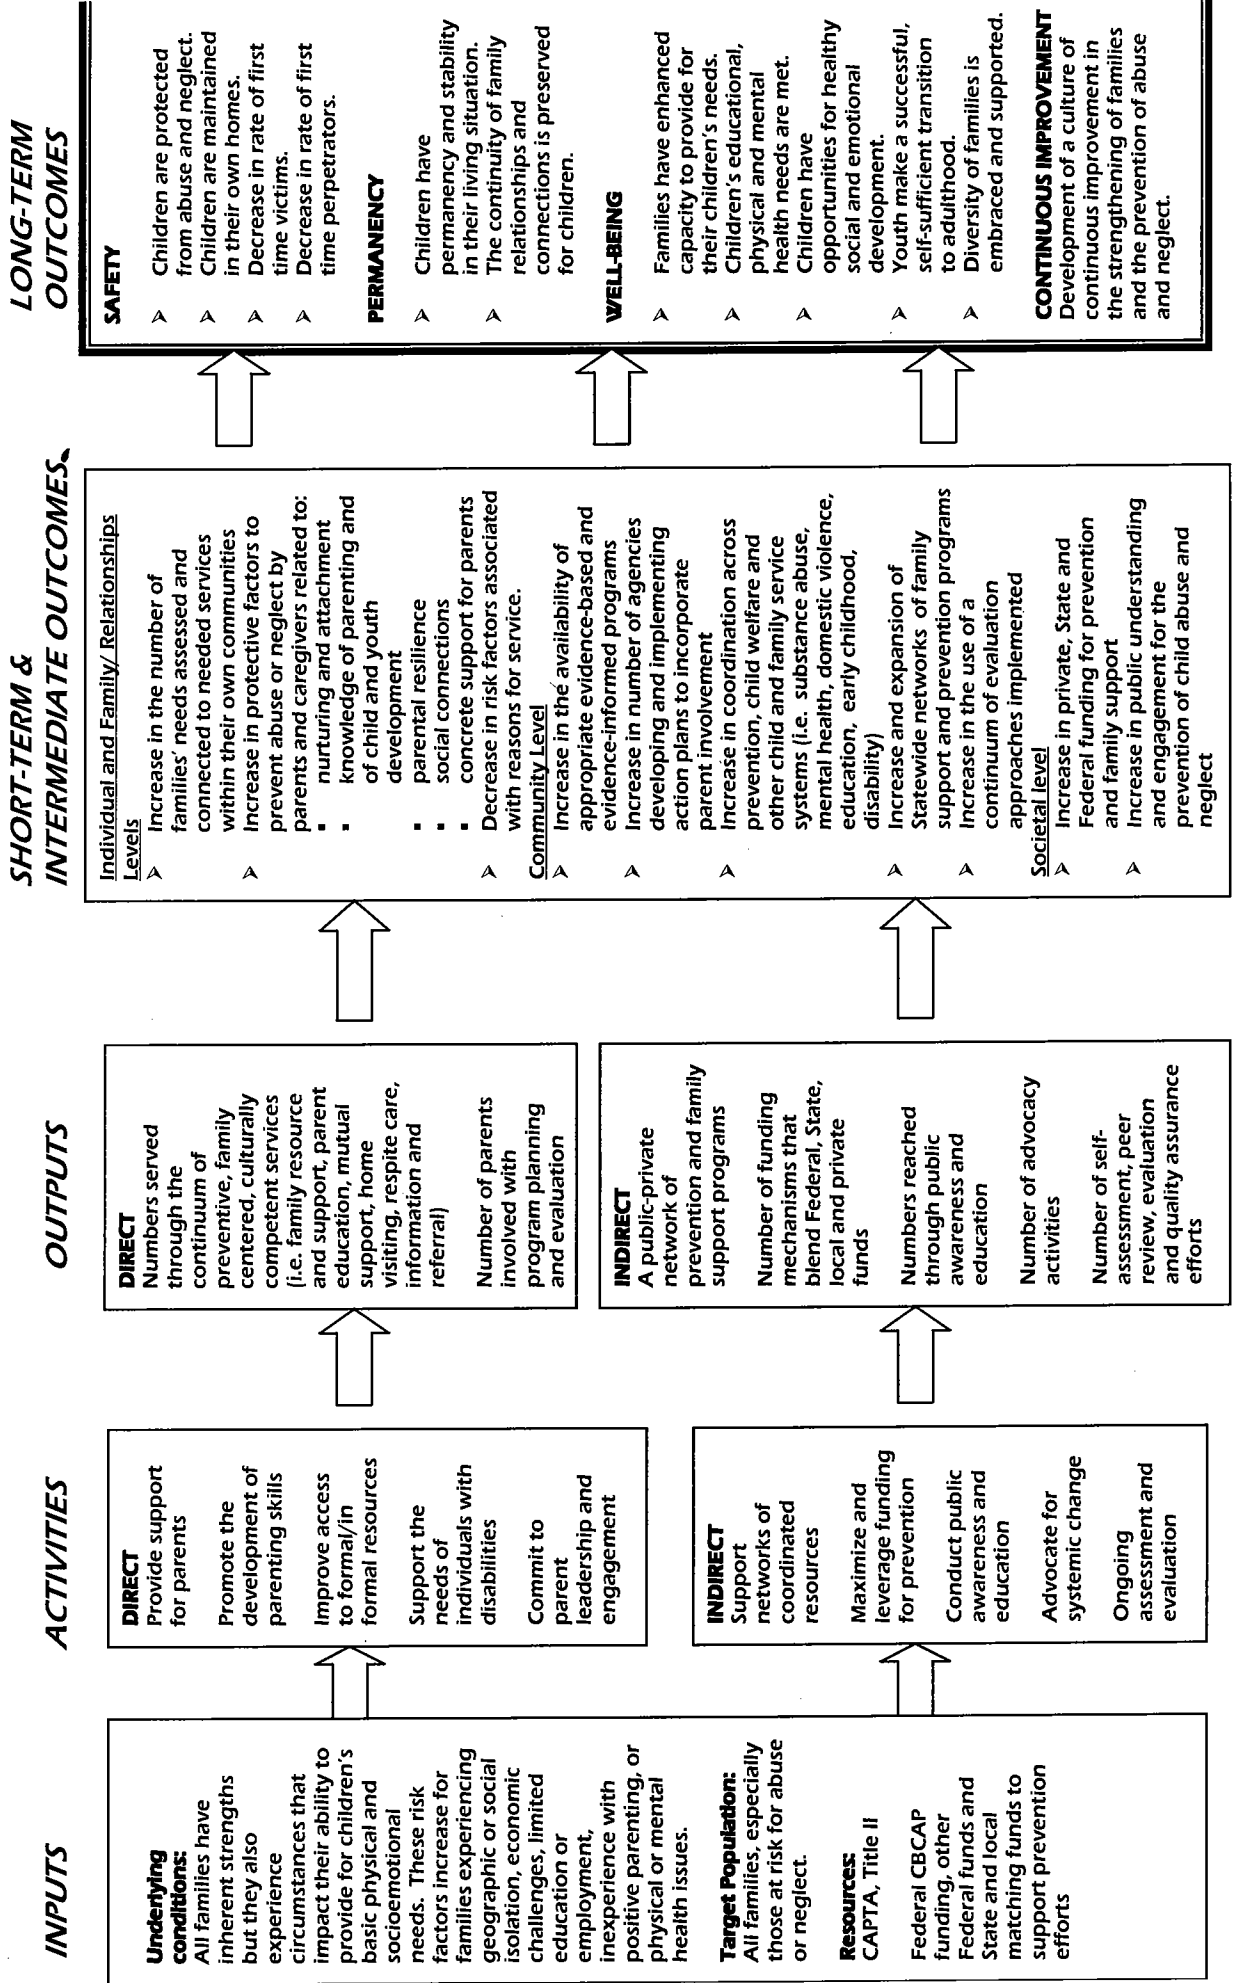 INPUTS
Underlying
conditions:
All families have
inherent strengths
but they also
experience
circumstances that
impact their ability to
provide for children's
basic physical and
socioemotional
needs. These risk
factors increase for
families experiencing
geographic or social
isolation, economic
challenges, limited
education or
employment,
inexperience with
positive parenting, or
physical or mental
health issues.
Target Population:
All families, especially
those at risk for abuse
or neglect.
Resources:
CAPTA, Title II
Federal CBCAP
funding, other
Federal funds and
State and local
matching funds to
support prevention
efforts
ACTIVITIES
DIRECT
Provide support
for parents
Promote the
development of
parenting skills
Improve access
to formal/in
formal resources
Support the
needs of
individuals with
disabilities
Commit to
parent
leadership and
engagement
INDIRECT
Support
networks of
coordinated
resources
Maximize and
leverage funding
for prevention
Conduct public
awareness and
education
Advocate for
systemic change
Ongoing
assessment and
evaluation
OUTPUTS
DIRECT
Numbers served
through the
continuum of
preventive, family
centered, culturally
competent services
(i.e. family resource
and support, parent
education, mutual
support, home
visiting, respite care,
information and
referral)
Number of parents
involved with
program planning
and evaluation
INDIRECT
A public-private
network of
prevention and family
support programs
Number of funding
mechanisms that
blend Federal, State,
local and private
funds
Numbers reached
through public
awareness and
education
Number of advocacy
activities
Number of self-
assessment, peer
review, evaluation
and quality assurance
efforts
SHORT-TERM &
INTERMEDIATE OUTCOMES
Individual and Family/ Relationships
Levels
➢ Increase in the number of
families' needs assessed and
connected to needed services
within their own communities
➢ Increase in protective factors to
prevent abuse or neglect by
parents and caregivers related to:
▪ nurturing and attachment
▪ knowledge of parenting and
of child and youth
development
▪ parental resilience
▪ social connections
▪ concrete support for parents
➢ Decrease in risk factors associated
with reasons for service.
Community Level
➢ Increase in the availability of
appropriate evidence-based and
evidence-informed programs
➢ Increase in number of agencies
developing and implementing
action plans to incorporate
parent involvement
➢ Increase in coordination across
prevention, child welfare and
other child and family service
systems (i.e. substance abuse,
mental health, domestic violence,
education, early childhood,
disability)
➢ Increase and expansion of
Statewide networks of family
support and prevention programs
➢ Increase in the use of a
continuum of evaluation
approaches implemented
Societal level
➢ Increase in private, State and
Federal funding for prevention
and family support
➢ Increase in public understanding
and engagement for the
prevention of child abuse and
neglect
LONG-TERM
OUTCOMES
SAFETY
➢ Children are protected
from abuse and neglect.
➢ Children are maintained
in their own homes.
➢ Decrease in rate of first
time victims.
➢ Decrease in rate of first
time perpetrators.
PERMANENCY
➢ Children have
permanency and stability
in their living situation.
➢ The continuity of family
relationships and
connections is preserved
for children.
WELL-BEING
➢ Families have enhanced
capacity to provide for
their children's needs.
➢ Children's educational,
physical and mental
health needs are met.
➢ Children have
opportunities for healthy
social and emotional
development.
➢ Youth make a successful,
self-sufficient transition
to adulthood.
➢ Diversity of families is
embraced and supported.
CONTINUOUS IMPROVEMENT
Development of a culture of
continuous improvement in
the strengthening of families
and the prevention of abuse
and neglect.